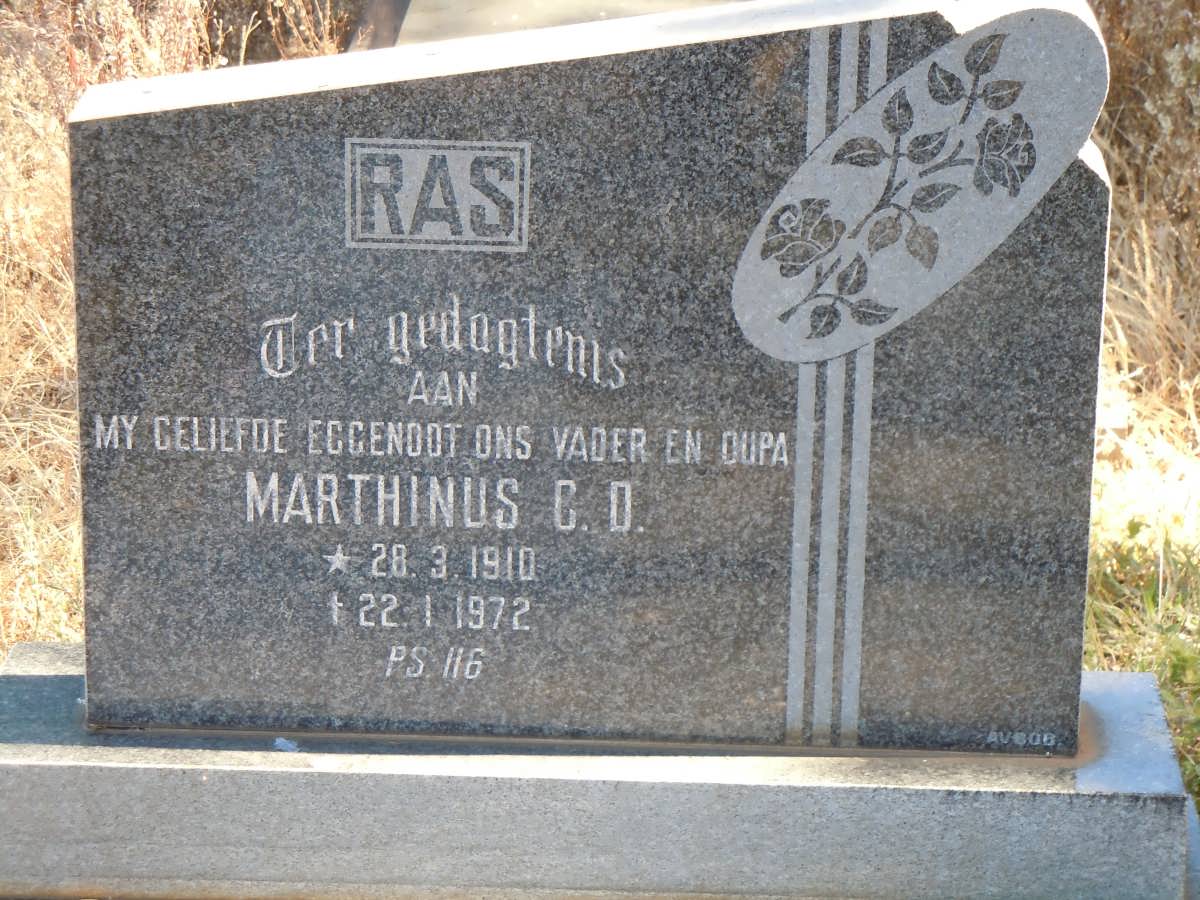 RAS
Ter gedagtenis
AAN
MY GELIEFDE EGGENOOT ONS VADER EN OUPA
MARTHINUS C. D.
★ 28.3.1910
† 22.1.1972
PS 116
AVBOB